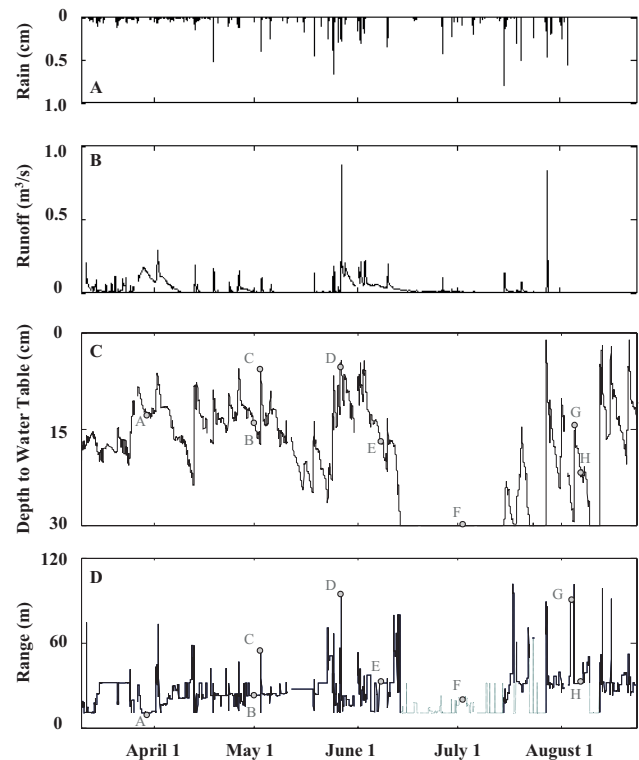 Rain (cm)
0
0.5
1.0
A
Runoff (m³/s)
1.0
0.5
0
B
Depth to Water Table (cm)
0
15
30
C
A
B
C
D
E
F
G
H
Range (m)
120
60
0
D
A
B
C
D
E
F
G
H
April 1
May 1
June 1
July 1
August 1